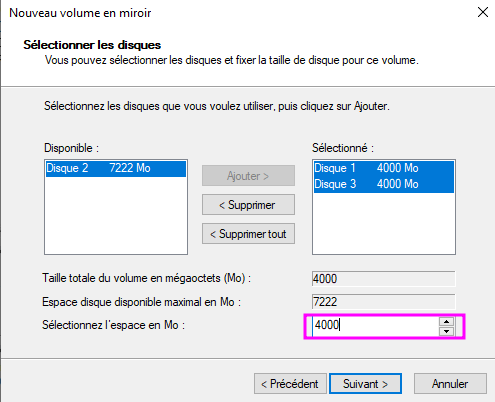 Nouveau volume en miroir
Sélectionner les disques
Vous pouvez sélectionner les disques et fixer la taille de disque pour ce volume.
Sélectionnez les disques que vous voulez utiliser, puis cliquez sur Ajouter.
Disponible :
Sélectionné :
Disque 2 7222 Mo
Ajouter >
Disque 1 4000 Mo
Disque 3 4000 Mo
< Supprimer
< Supprimer tout
Taille totale du volume en mégaoctets (Mo) : 4000
Espace disque disponible maximal en Mo : 7222
Sélectionnez l'espace en Mo : 4000
< Précédent Suivant > Annuler